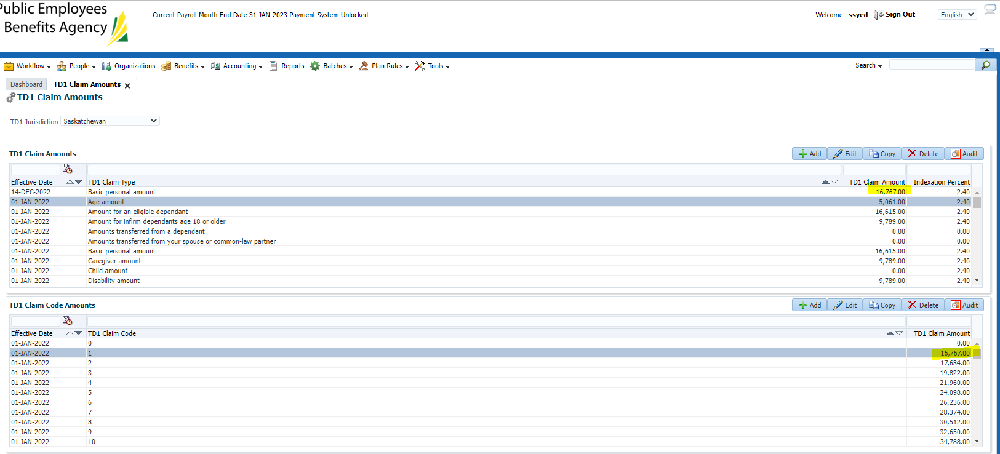 Public Employees
Benefits Agency
Current Payroll Month End Date 31-JAN-2023 Payment System Unlocked
Welcome ssyed Sign Out English
Workflow People Organizations Benefits Accounting Reports Batches Plan Rules Tools Search
Dashboard TD1 Claim Amounts
TD1 Claim Amounts
TD1 Jurisdiction Saskatchewan
TD1 Claim Amounts Add Edit Copy Delete Audit
Effective Date TD1 Claim Type TD1 Claim Amount Indexation Percent
14-DEC-2022 Basic personal amount 16,767.00 2.40
01-JAN-2022 Age amount 5,061.00 2.40
01-JAN-2022 Amount for an eligible dependant 16,615.00 2.40
01-JAN-2022 Amount for infirm dependants age 18 or older 9,789.00 2.40
01-JAN-2022 Amounts transferred from a dependant 0.00 0.00
01-JAN-2022 Amounts transferred from your spouse or common-law partner 0.00 0.00
01-JAN-2022 Basic personal amount 16,615.00 2.40
01-JAN-2022 Caregiver amount 9,789.00 2.40
01-JAN-2022 Child amount 0.00 2.40
01-JAN-2022 Disability amount 9,789.00 2.40
TD1 Claim Code Amounts Add Edit Copy Delete Audit
Effective Date TD1 Claim Code TD1 Claim Amount
01-JAN-2022 0 0.00
01-JAN-2022 1 16,767.00
01-JAN-2022 2 17,684.00
01-JAN-2022 3 19,822.00
01-JAN-2022 4 21,960.00
01-JAN-2022 5 24,098.00
01-JAN-2022 6 26,236.00
01-JAN-2022 7 28,374.00
01-JAN-2022 8 30,512.00
01-JAN-2022 9 32,650.00
01-JAN-2022 10 34,788.00